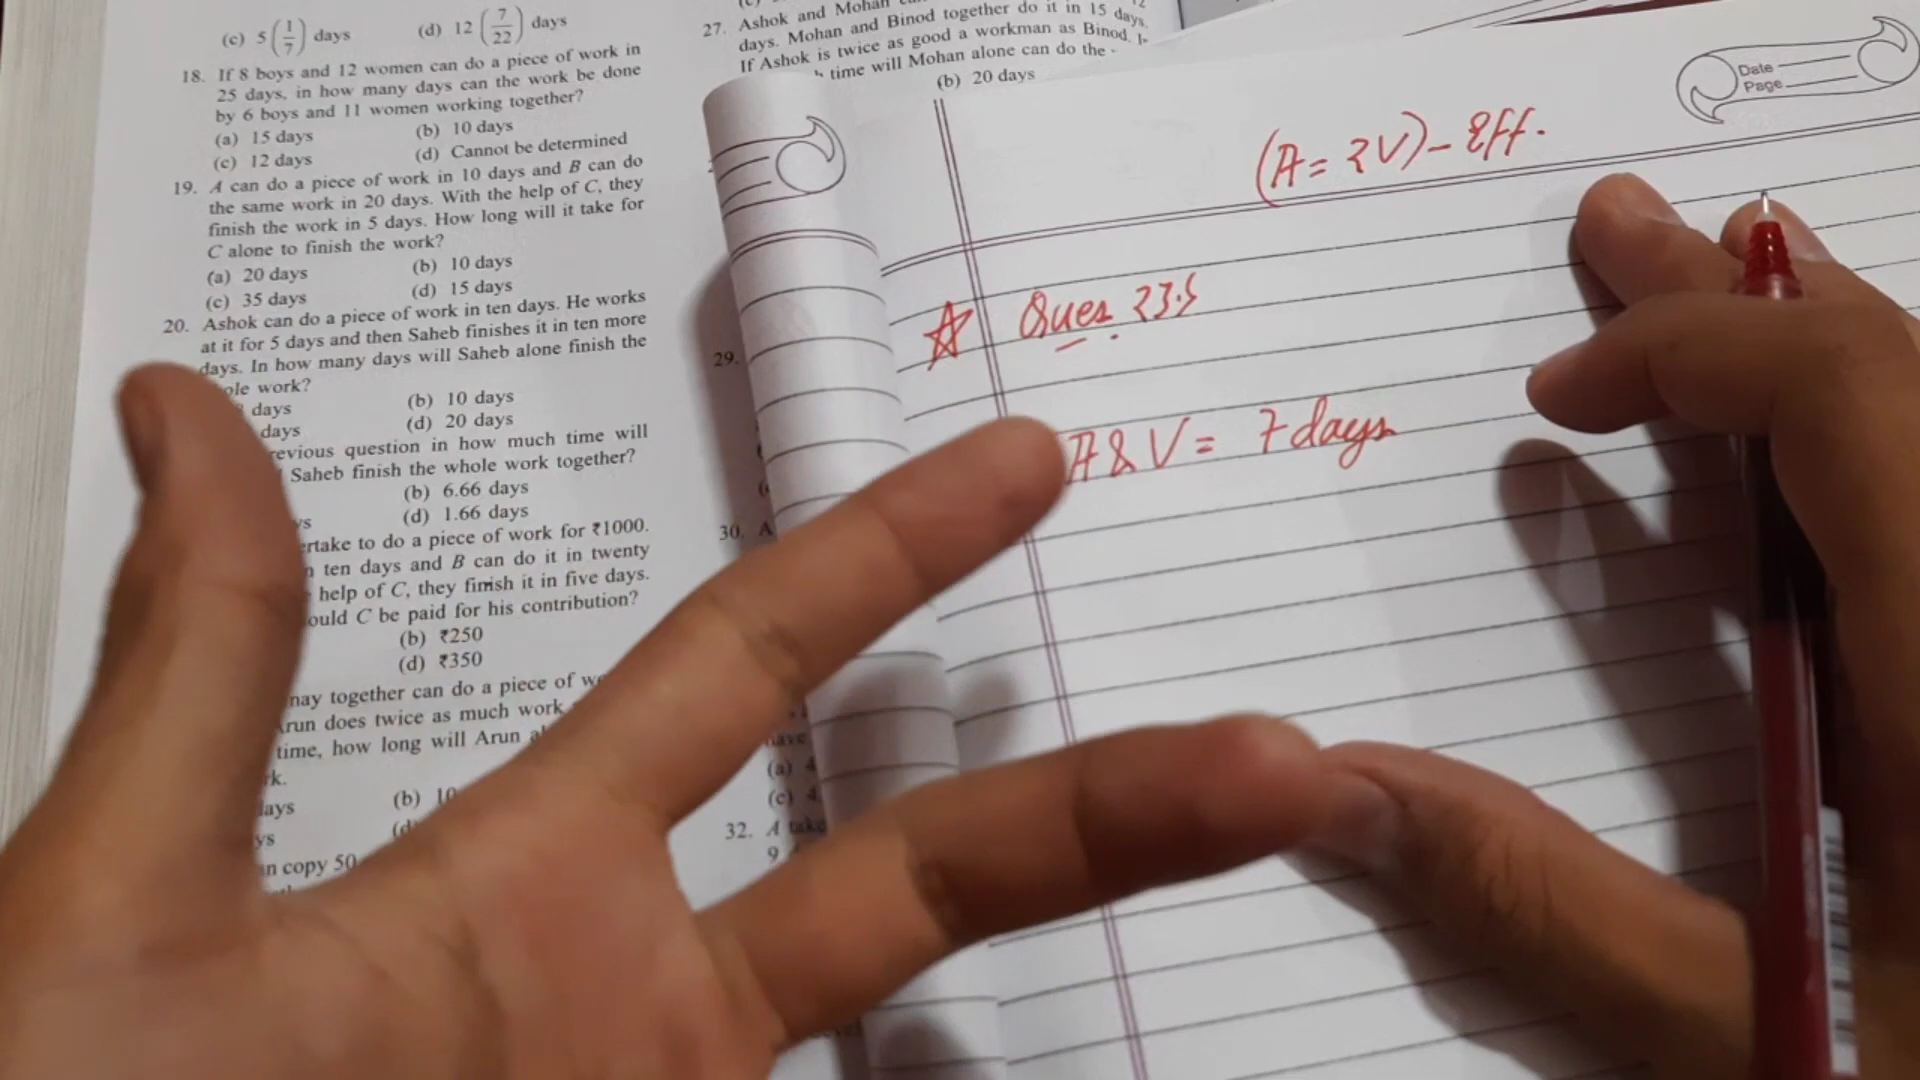 (c) 5 (1/7) days (d) 12 (7/22) days
18. If 8 boys and 12 women can do a piece of work in
25 days, in how many days can the work be done
by 6 boys and 11 women working together?
(a) 15 days (b) 10 days
(c) 12 days (d) Cannot be determined
19. A can do a piece of work in 10 days and B can do
the same work in 20 days. With the help of C, they
finish the work in 5 days. How long will it take for
C alone to finish the work?
(a) 20 days (b) 10 days
(c) 35 days (d) 15 days
20. Ashok can do a piece of work in ten days. He works
at it for 5 days and then Saheb finishes it in ten more
days. In how many days will Saheb alone finish the
work?
days (b) 10 days
days (d) 20 days
question in how much time will
Saheb finish the whole work together?
(b) 6.66 days
(d) 1.66 days
to do a piece of work for ₹1000.
ten days and B can do it in twenty
help of C, they finish it in five days.
C be paid for his contribution?
(b) ₹250
(d) ₹350
together can do a piece of
does twice as much work
time, how long will Arun
(b) 10
copy 50
27. Ashok and Mohan
days. Mohan and Binod together do it in 15 days.
If Ashok is twice as good a workman as Binod,
time will Mohan alone can do the
(b) 20 days
29.
30. A
(a) 4
(c) 4
32. A take
9
Date
Page
(A = 2V) - Eff.
Ques 23.
A & V = 7 days